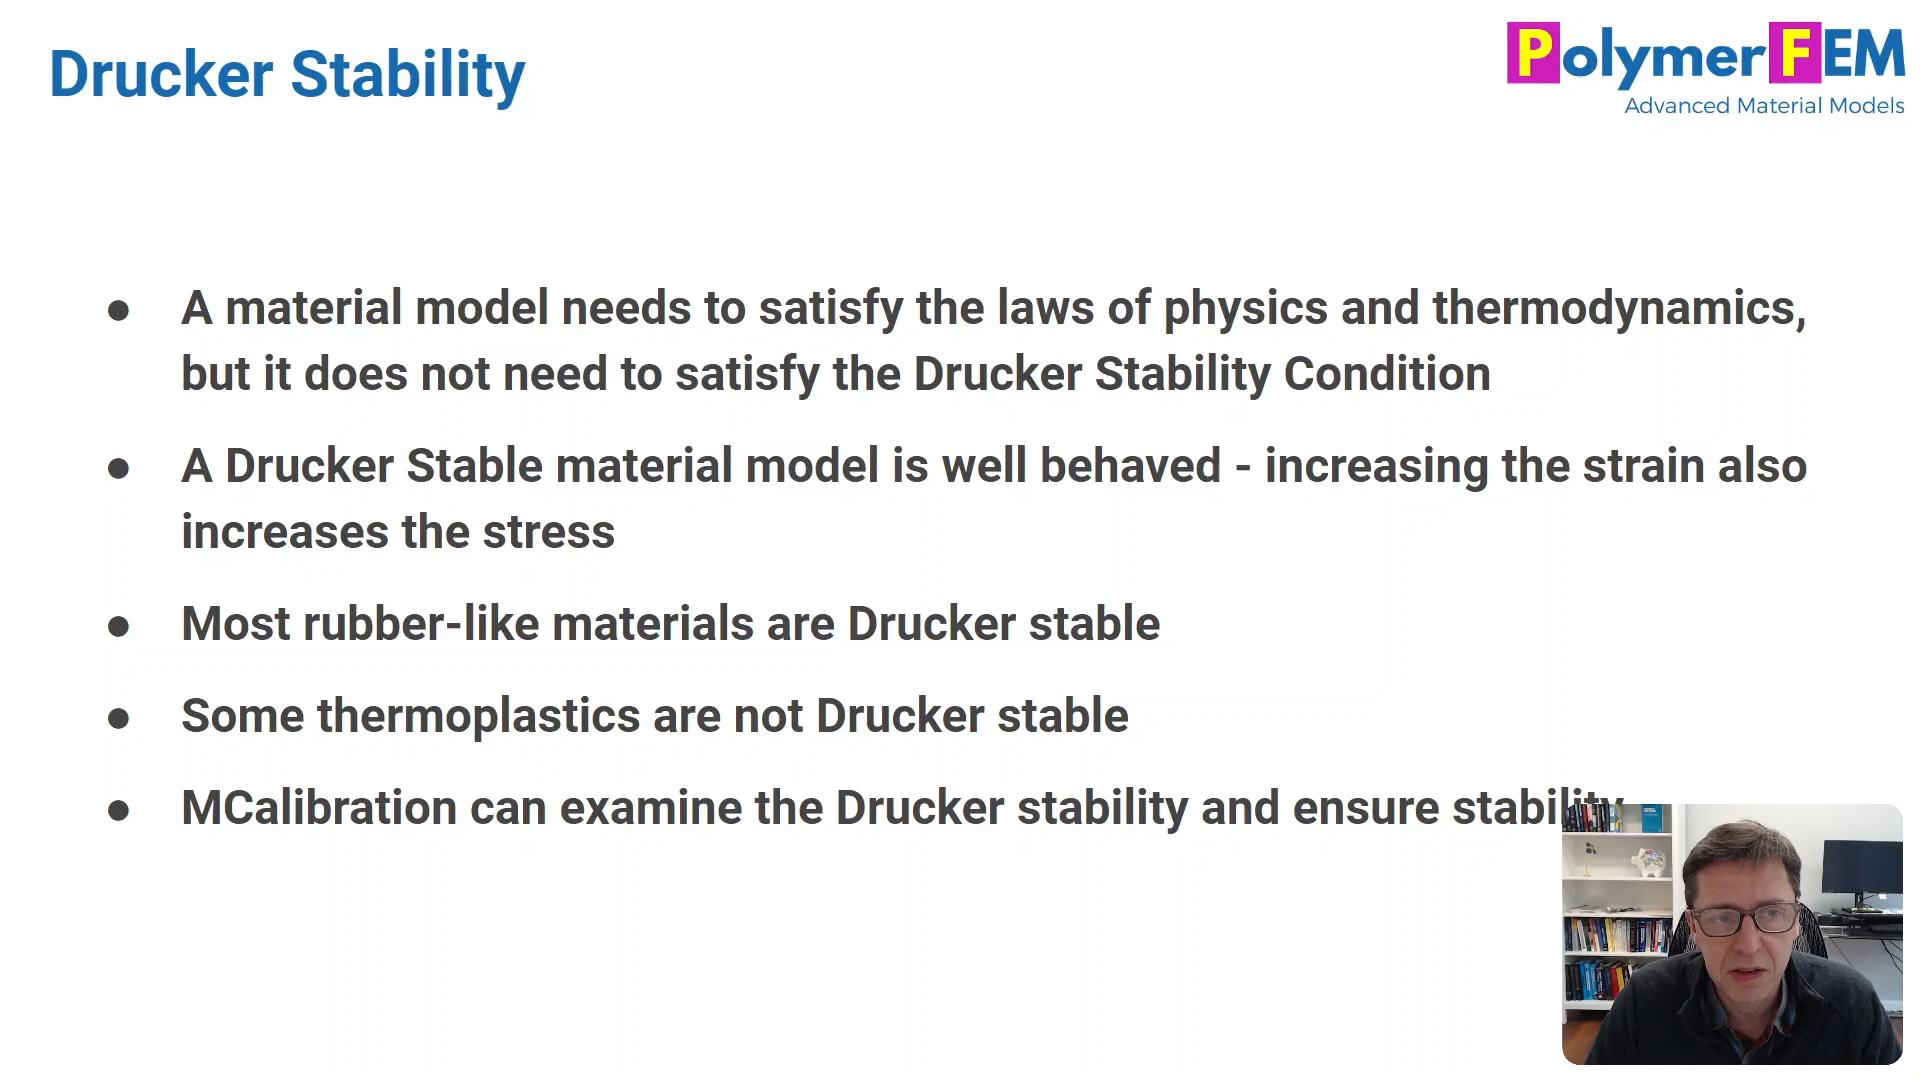 Drucker Stability
PolymerFEM
Advanced Material Models
● A material model needs to satisfy the laws of physics and thermodynamics,
but it does not need to satisfy the Drucker Stability Condition
● A Drucker Stable material model is well behaved - increasing the strain also
increases the stress
● Most rubber-like materials are Drucker stable
● Some thermoplastics are not Drucker stable
● MCalibration can examine the Drucker stability and ensure stability